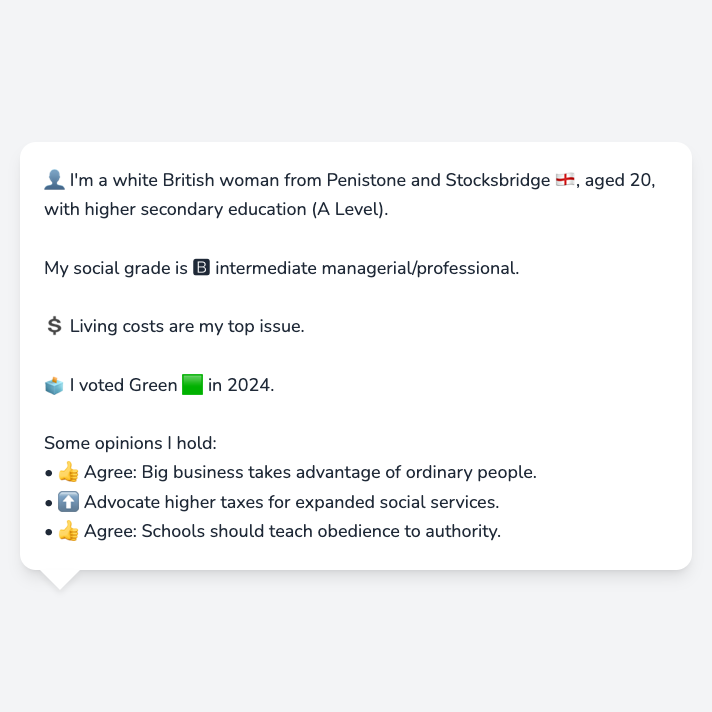 👤 I'm a white British woman from Penistone and Stocksbridge 🏴󠁧󠁢󠁥󠁮󠁧󠁿, aged 20,
with higher secondary education (A Level).
My social grade is 🅱 intermediate managerial/professional.
💲 Living costs are my top issue.
🗳️ I voted Green 🟩 in 2024.
Some opinions I hold:
• 👍 Agree: Big business takes advantage of ordinary people.
• ⬆️ Advocate higher taxes for expanded social services.
• 👍 Agree: Schools should teach obedience to authority.